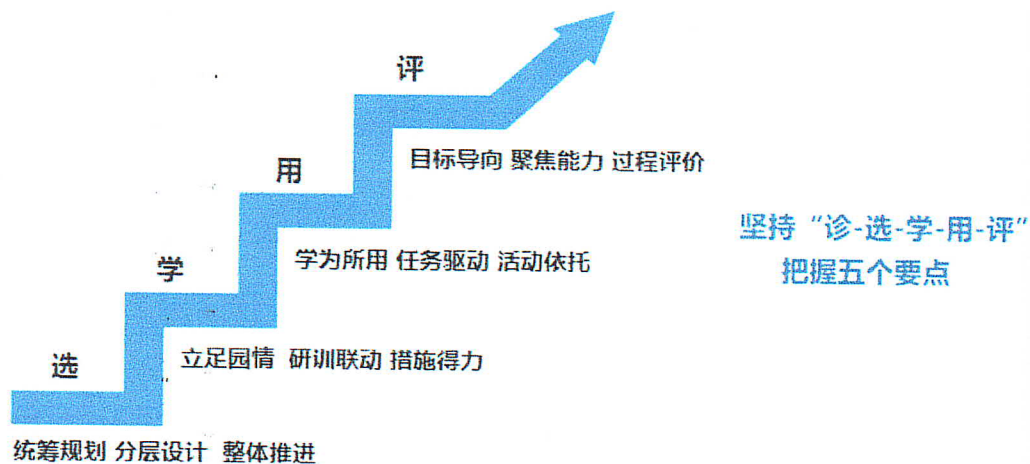 评
目标导向 聚焦能力 过程评价
用
学为所用 任务驱动 活动依托
学
立足园情 研训联动 措施得力
选
统筹规划 分层设计 整体推进
坚持“诊-选-学-用-评”
把握五个要点